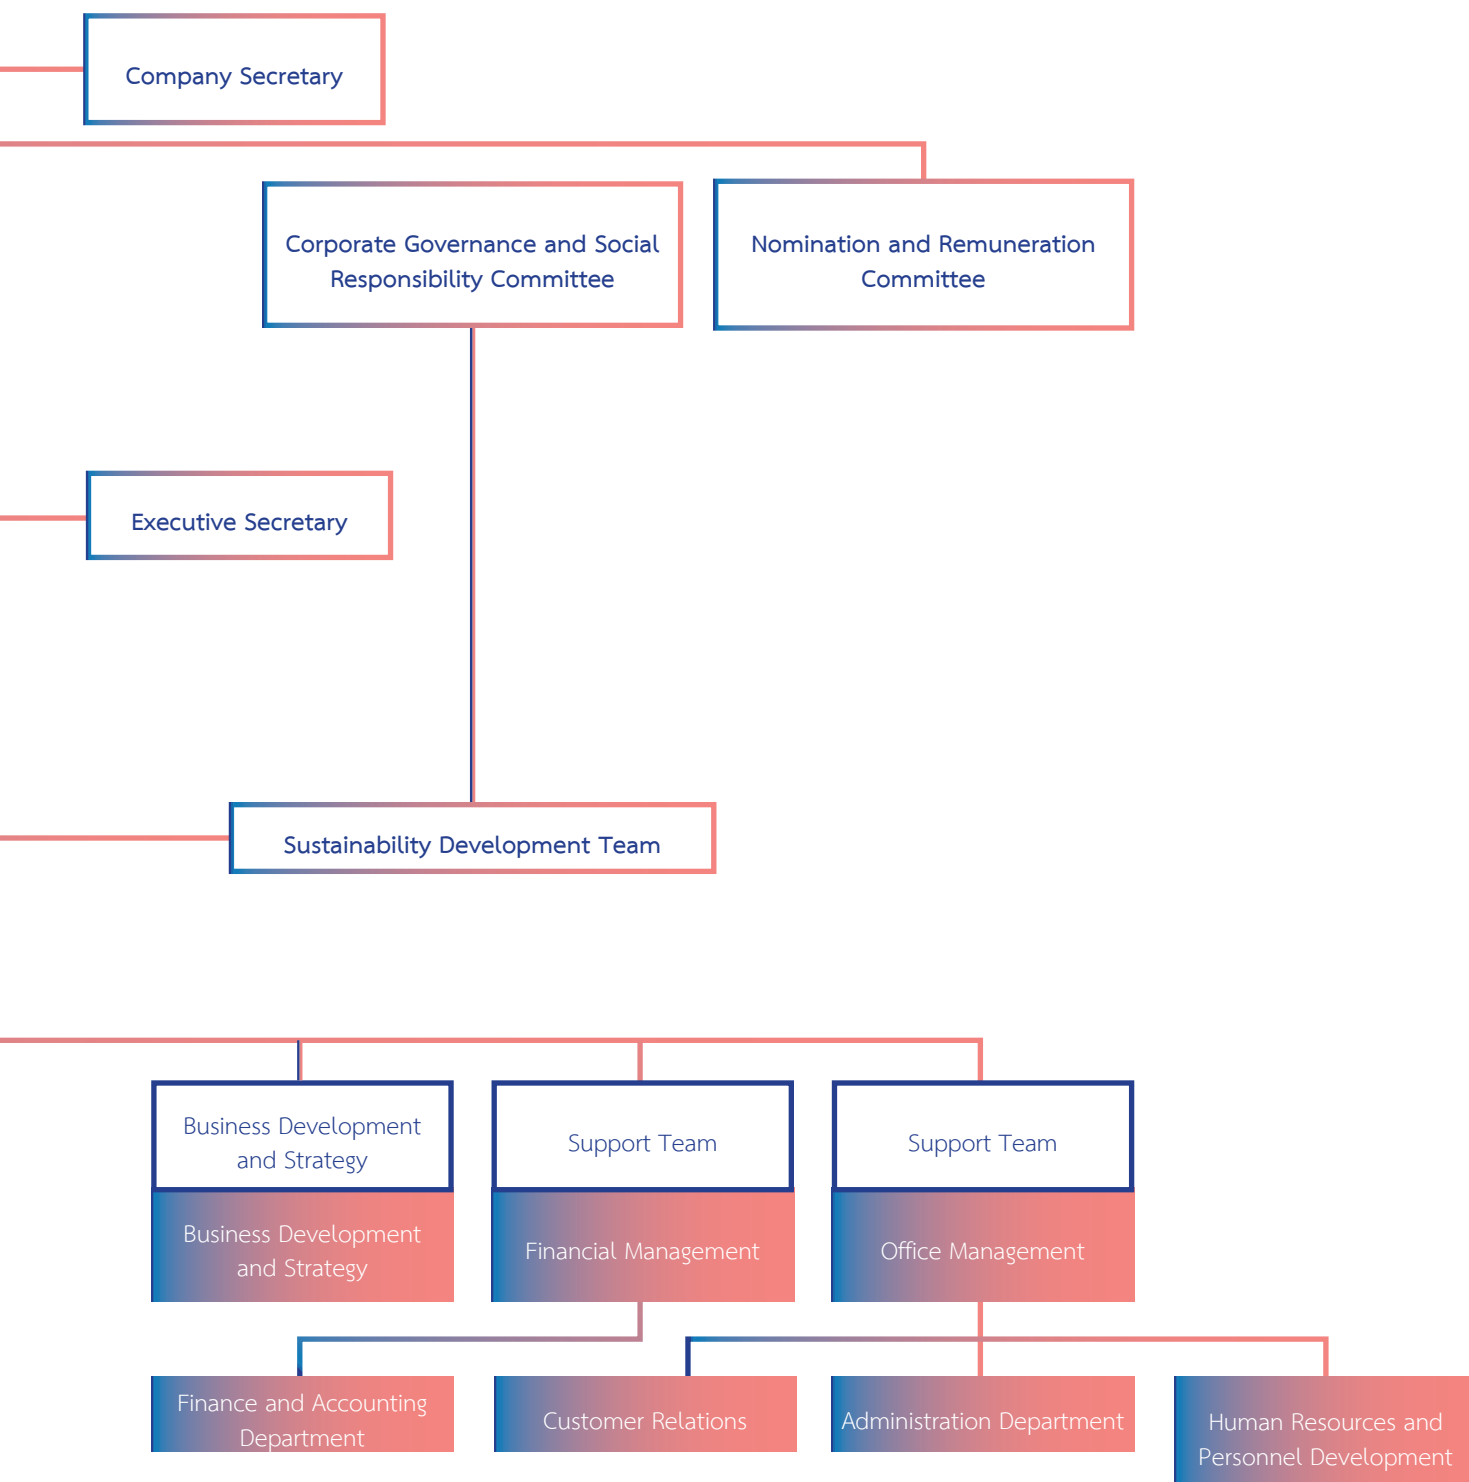 Company Secretary
Corporate Governance and Social
Responsibility Committee
Nomination and Remuneration
Committee
Executive Secretary
Sustainability Development Team
Business Development
and Strategy
Support Team
Support Team
Business Development
and Strategy
Financial Management
Office Management
Finance and Accounting
Department
Customer Relations
Administration Department
Human Resources and
Personnel Development